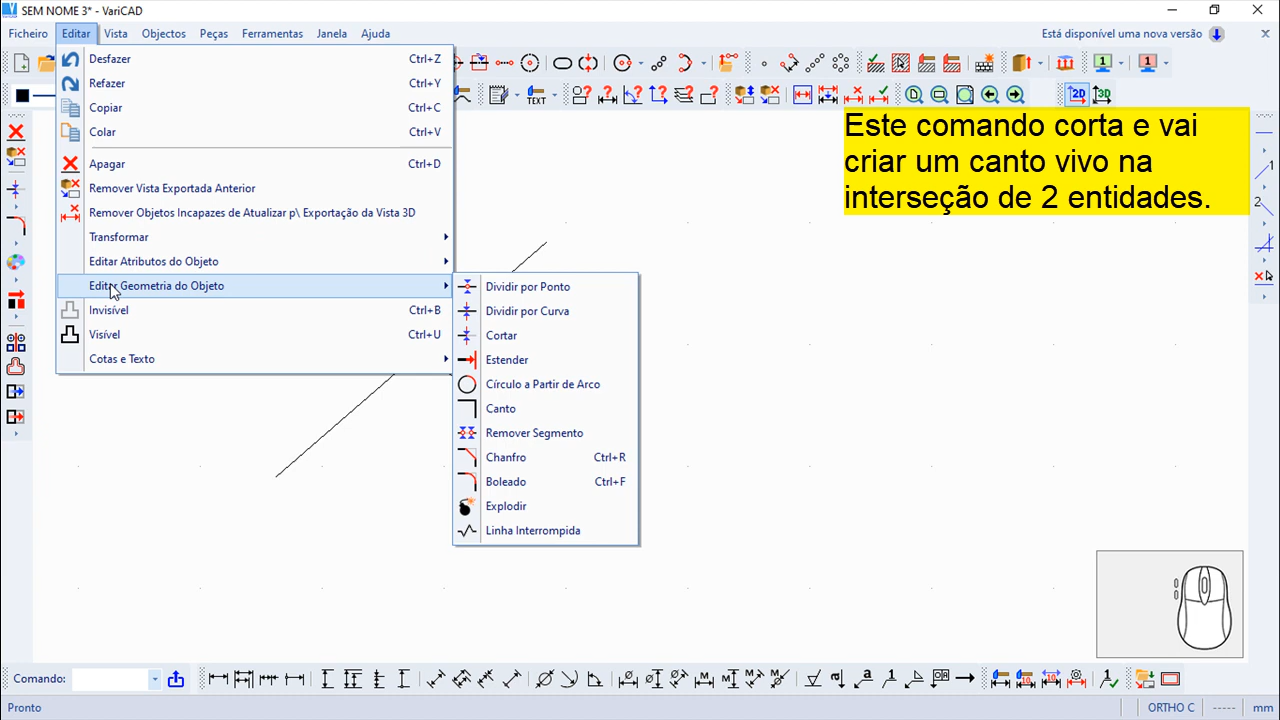 SEM NOME 3* - VariCAD
Ficheiro Editar Vista Objectos Peças Ferramentas Janela Ajuda
Está disponível uma nova versão
Desfazer Ctrl+Z
Refazer Ctrl+Y
Copiar Ctrl+C
Colar Ctrl+V
Apagar Ctrl+D
Remover Vista Exportada Anterior
Remover Objetos Incapazes de Atualizar p\ Exportação da Vista 3D
Transformar
Editar Atributos do Objeto
Editar Geometria do Objeto
Invisível Ctrl+B
Visível Ctrl+U
Cotas e Texto
Dividir por Ponto
Dividir por Curva
Cortar
Estender
Círculo a Partir de Arco
Canto
Remover Segmento
Chanfro Ctrl+R
Boleado Ctrl+F
Explodir
Linha Interrompida
TEXT
2D 3D
1 1
Este comando corta e vai
criar um canto vivo na
interseção de 2 entidades.
1
2
Comando:
Pronto
ORTHO C ----- mm